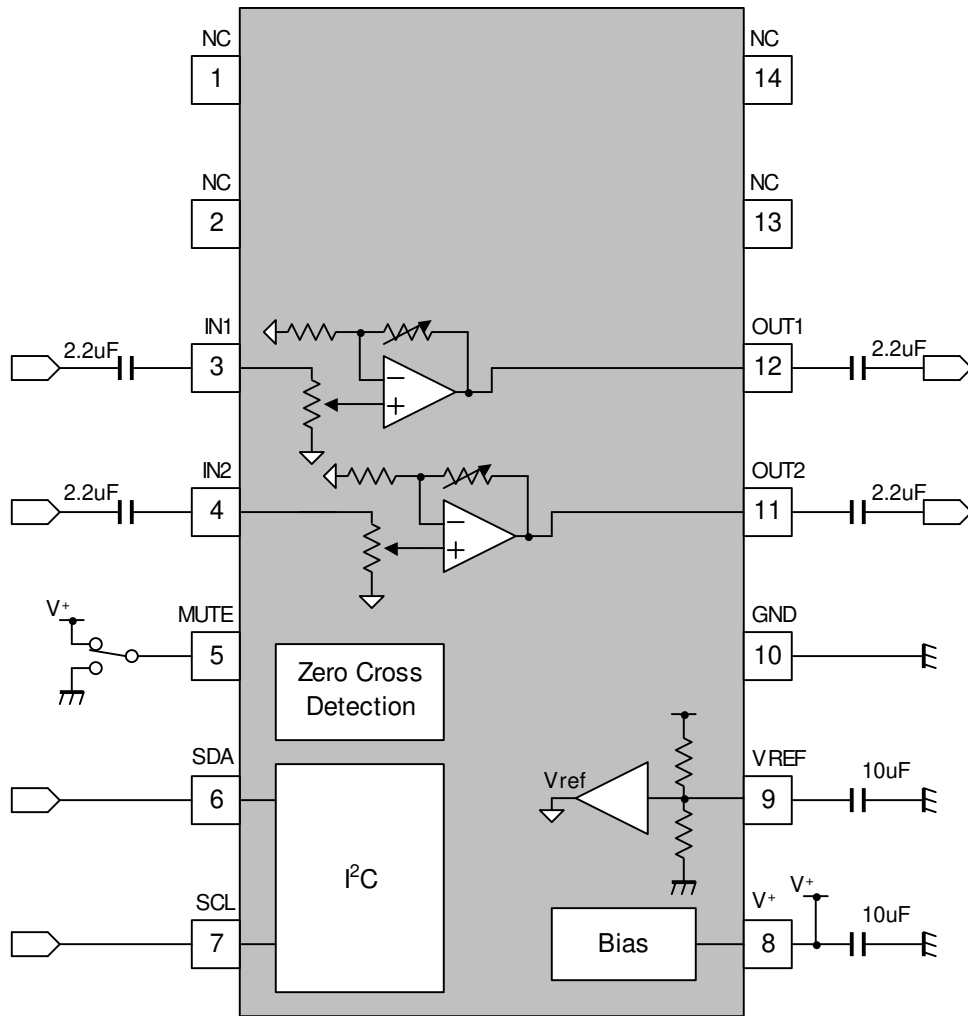 NC
1
NC
14
NC
2
NC
13
IN1
3
2.2uF
OUT1
12
2.2uF
−
+
IN2
4
2.2uF
OUT2
11
2.2uF
−
+
V+
MUTE
5
GND
10
Zero Cross
Detection
SDA
6
Vref
VREF
9
10uF
I²C
SCL
7
Bias
V+
8
V+
10uF